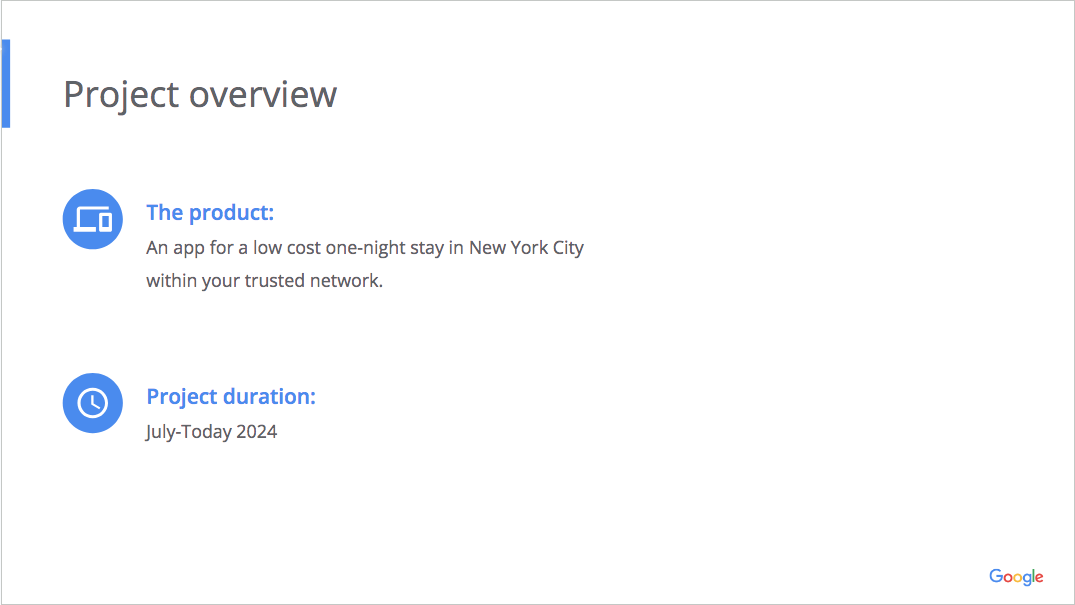 Project overview
The product:
An app for a low cost one-night stay in New York City
within your trusted network.
Project duration:
July-Today 2024
Google